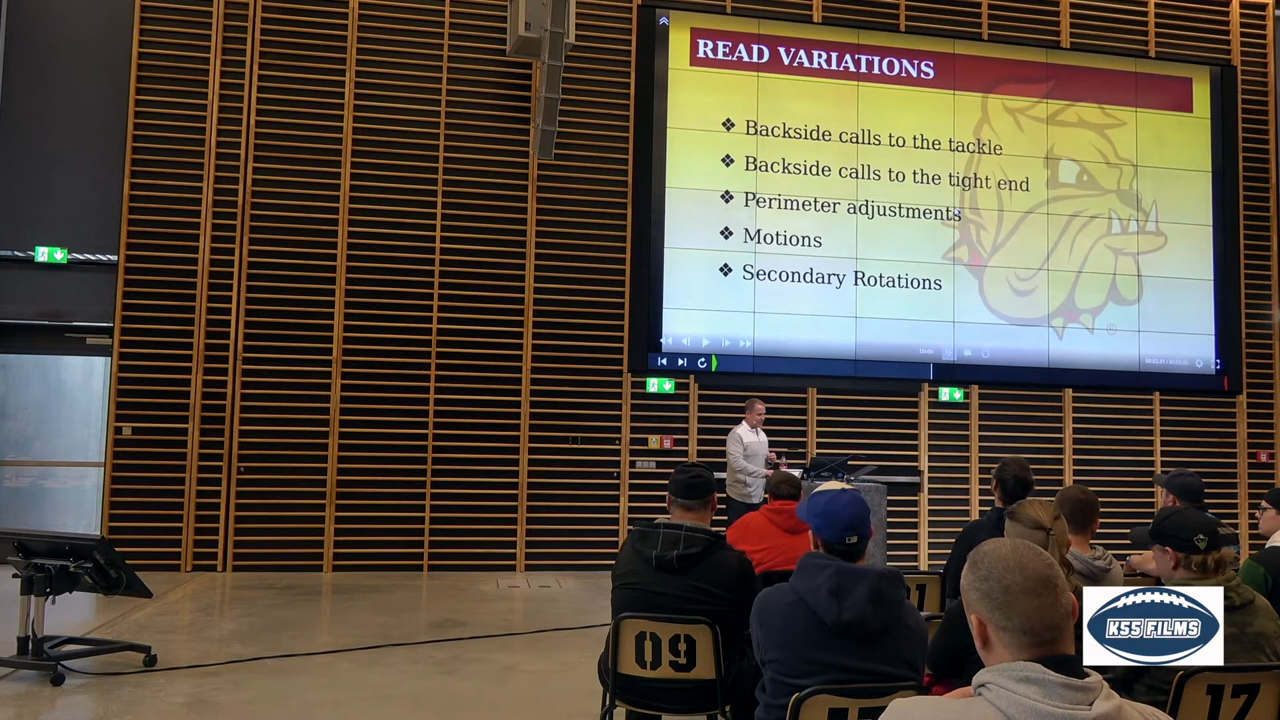 READ VARIATIONS
❖ Backside calls to the tackle
❖ Backside calls to the tight end
❖ Perimeter adjustments
❖ Motions
❖ Secondary Rotations
09
17
KSS FILMS